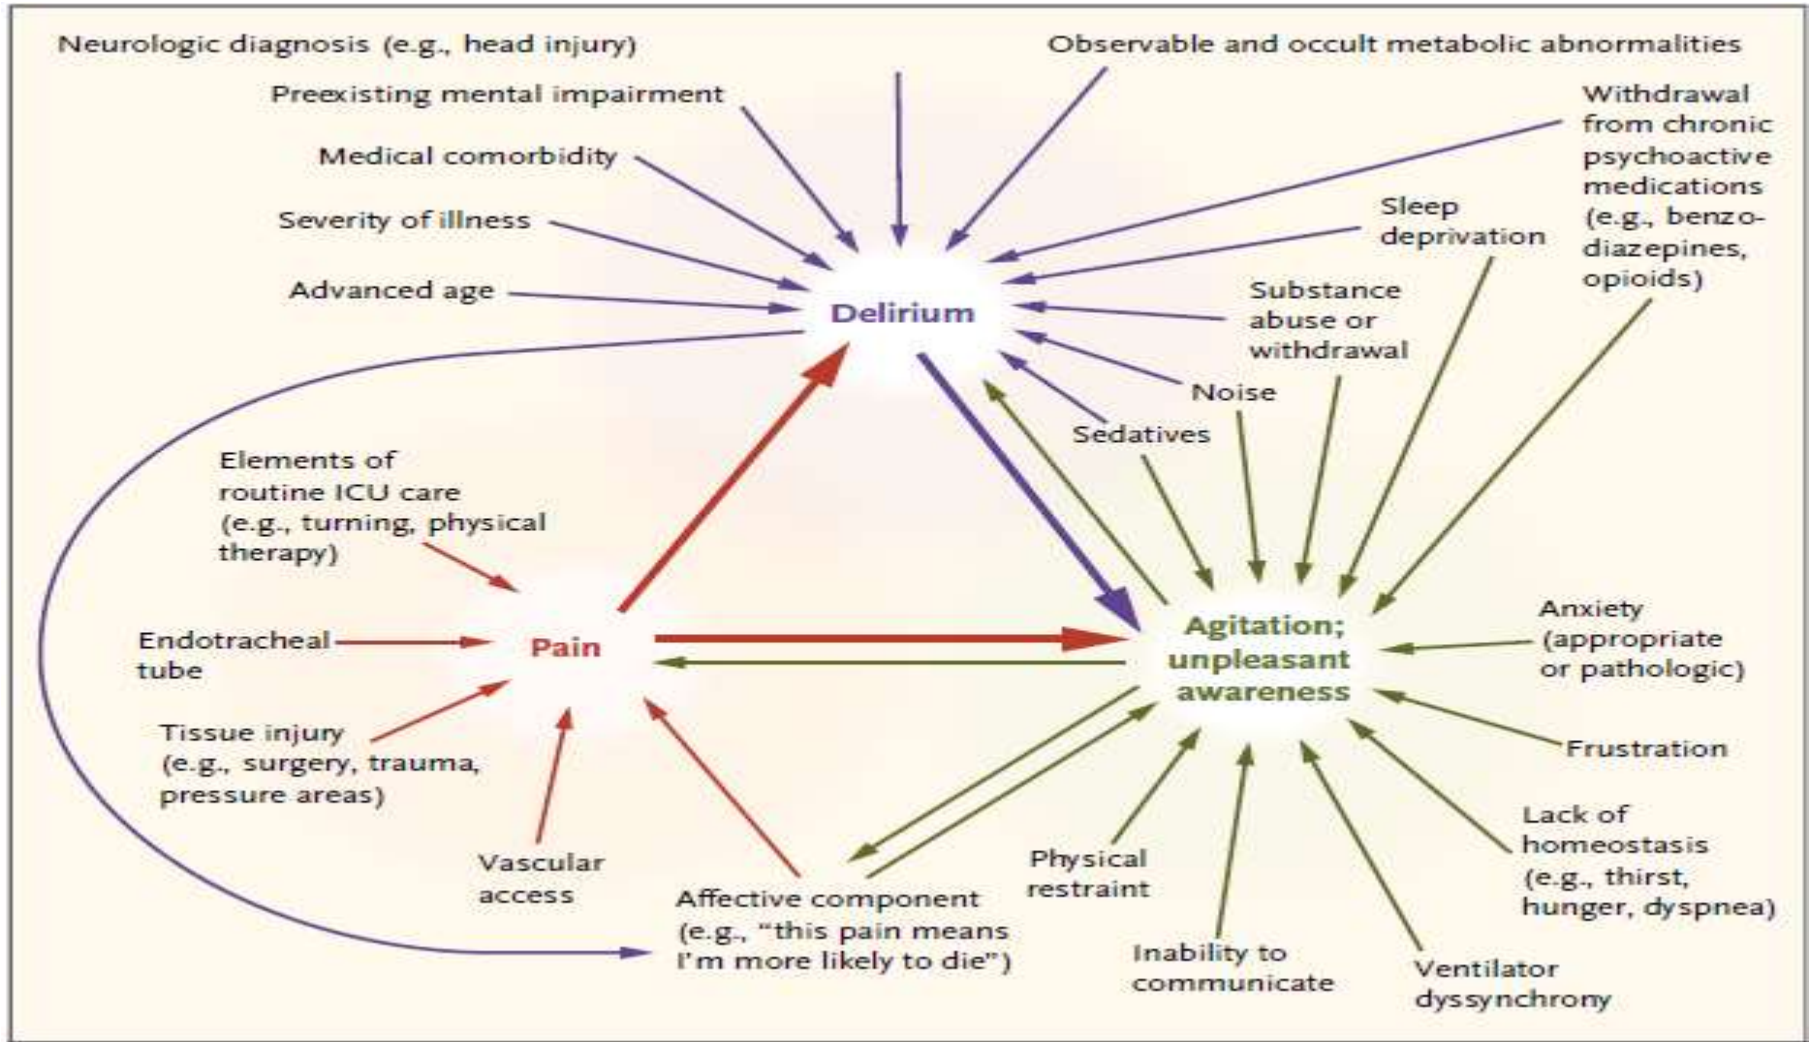 Neurologic diagnosis (e.g., head injury)
Observable and occult metabolic abnormalities
Preexisting mental impairment
Withdrawal
from chronic
psychoactive
medications
(e.g., benzo-
diazepines,
opioids)
Medical comorbidity
Severity of illness
Sleep
deprivation
Advanced age
Substance
abuse or
withdrawal
Delirium
Noise
Sedatives
Elements of
routine ICU care
(e.g., turning, physical
therapy)
Endotracheal
tube
Pain
Agitation;
unpleasant
awareness
Anxiety
(appropriate
or pathologic)
Tissue injury
(e.g., surgery, trauma,
pressure areas)
Frustration
Vascular
access
Affective component
(e.g., “this pain means
I’m more likely to die”)
Physical
restraint
Lack of
homeostasis
(e.g., thirst,
hunger, dyspnea)
Inability to
communicate
Ventilator
dyssynchrony